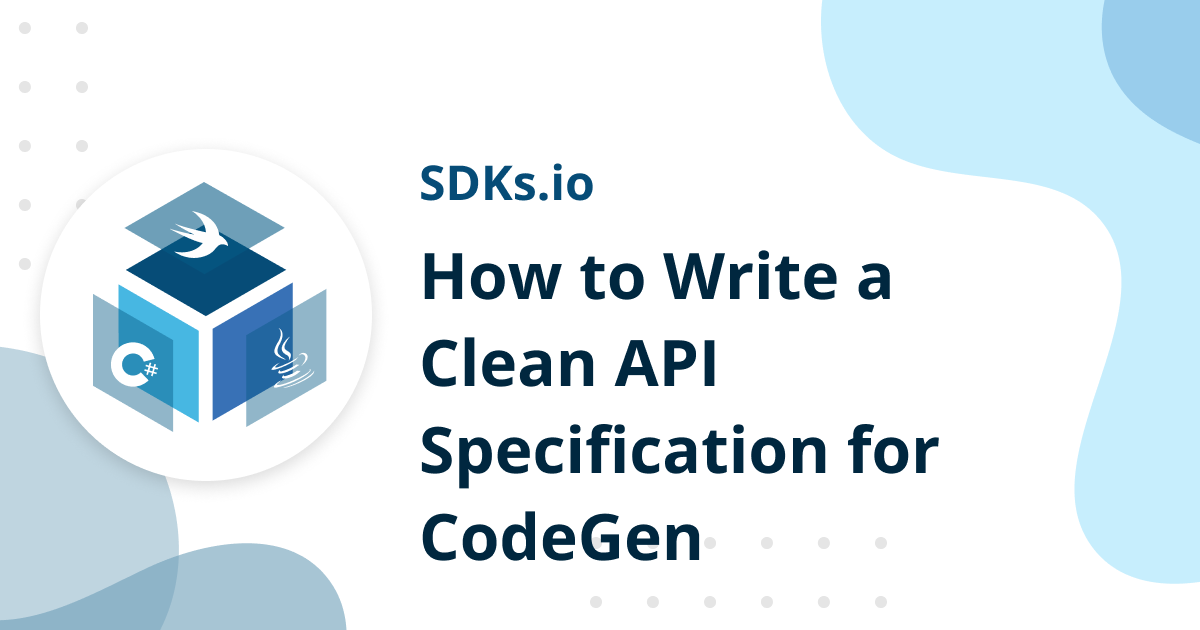 SDKs.io
How to Write a
Clean API
Specification for
CodeGen
C#